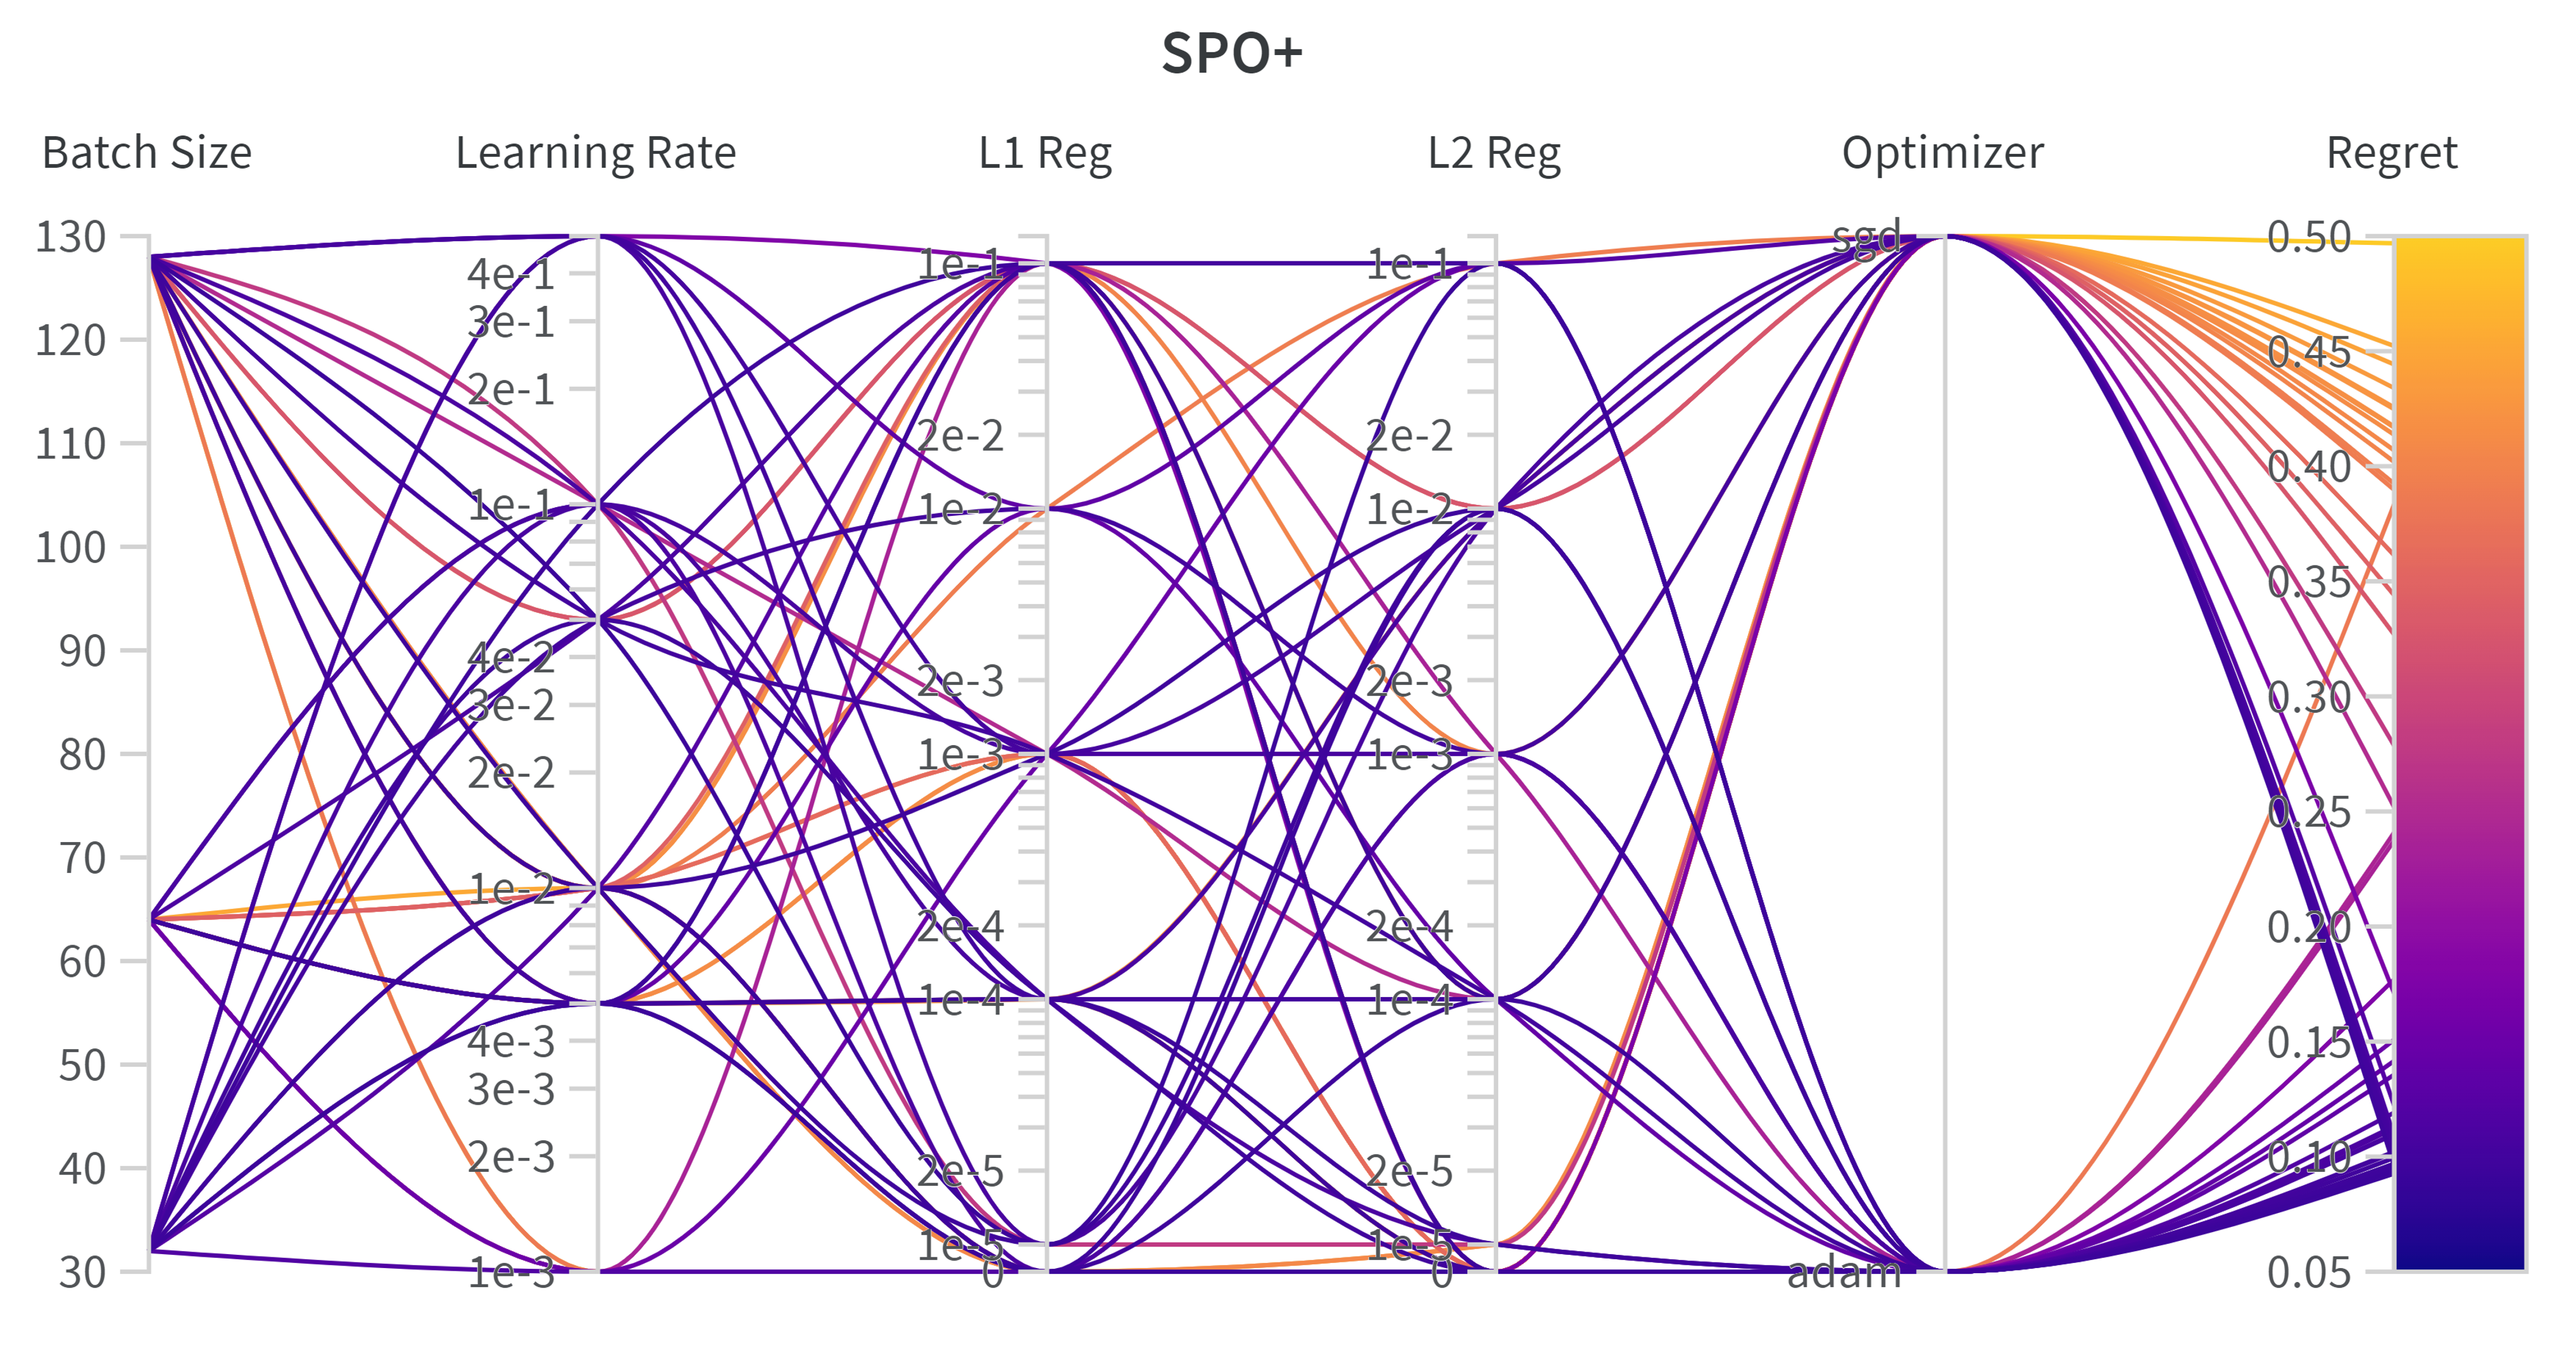 SPO+
Batch Size
Learning Rate
L1 Reg
L2 Reg
Optimizer
Regret
130
120
110
100
90
80
70
60
50
40
30
4e-1
3e-1
2e-1
1e-1
4e-2
3e-2
2e-2
1e-2
4e-3
3e-3
2e-3
1e-3
1e-1
2e-2
1e-2
2e-3
1e-3
2e-4
1e-4
2e-5
1e-5
0
1e-1
2e-2
1e-2
2e-3
1e-3
2e-4
1e-4
2e-5
1e-5
0
sgd
adam
0.50
0.45
0.40
0.35
0.30
0.25
0.20
0.15
0.10
0.05